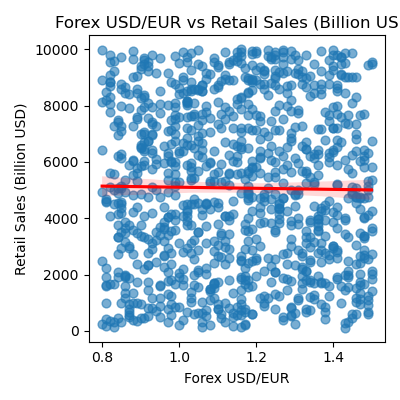 Forex USD/EUR vs Retail Sales (Billion US
10000
8000
6000
4000
2000
0
Retail Sales (Billion USD)
0.8 1.0 1.2 1.4
Forex USD/EUR